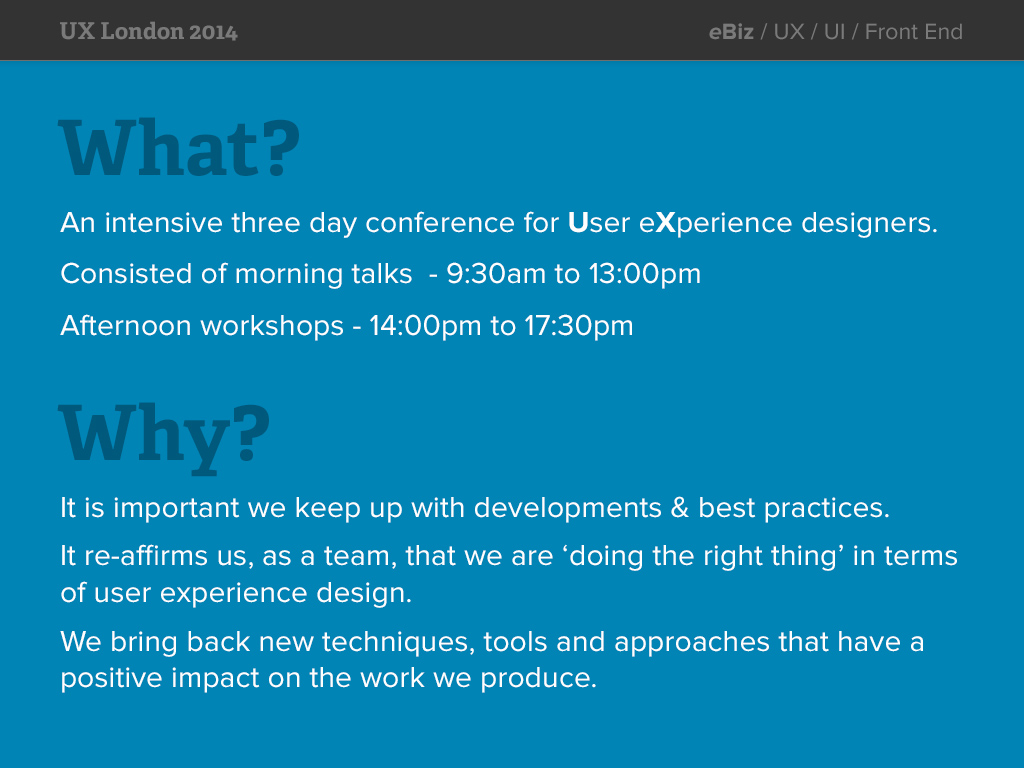 UX London 2014
eBiz / UX / UI / Front End
What?
An intensive three day conference for User eXperience designers.
Consisted of morning talks  - 9:30am to 13:00pm
Afternoon workshops - 14:00pm to 17:30pm
Why?
It is important we keep up with developments & best practices.
It re-affirms us, as a team, that we are ‘doing the right thing’ in terms
of user experience design.
We bring back new techniques, tools and approaches that have a
positive impact on the work we produce.